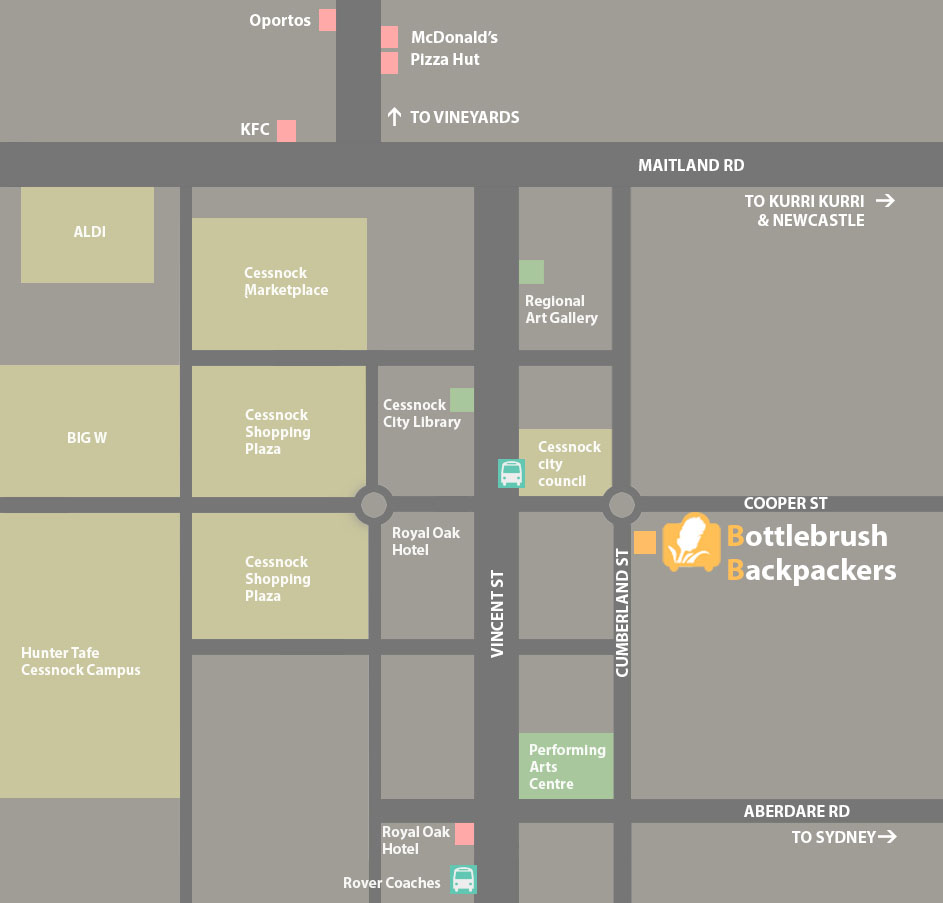 Oportos
McDonald's
Pizza Hut
TO VINEYARDS
KFC
MAITLAND RD
TO KURRI KURRI
& NEWCASTLE
ALDI
Cessnock
Marketplace
Regional
Art Gallery
Cessnock
City Library
Cessnock
Shopping
Plaza
BIG W
Cessnock
city
council
COOPER ST
Royal Oak
Hotel
Bottlebrush
Backpackers
Cessnock
Shopping
Plaza
VINCENT ST
CUMBERLAND ST
Hunter Tafe
Cessnock Campus
Performing
Arts
Centre
ABERDARE RD
TO SYDNEY
Royal Oak
Hotel
Rover Coaches